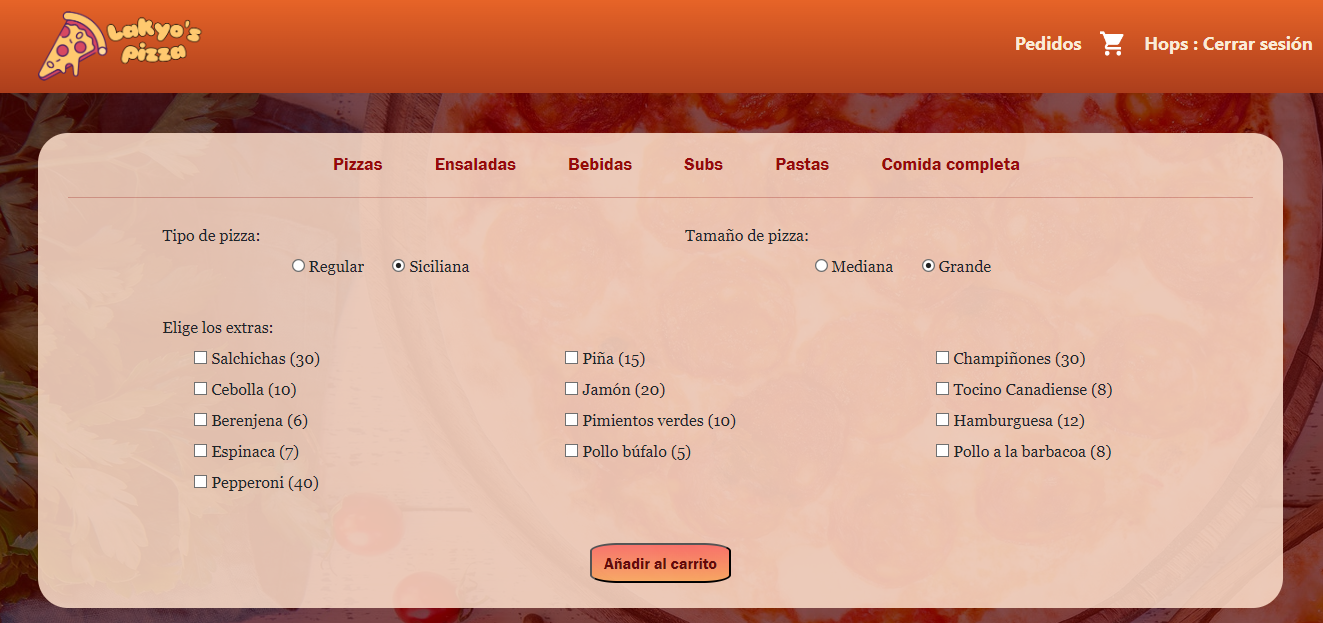 Lakyo's
pizza
Pedidos Hops : Cerrar sesión
Pizzas Ensaladas Bebidas Subs Pastas Comida completa
Tipo de pizza: Tamaño de pizza:
Regular Siciliana Mediana Grande
Elige los extras:
Salchichas (30) Piña (15) Champiñones (30)
Cebolla (10) Jamón (20) Tocino Canadiense (8)
Berenjena (6) Pimientos verdes (10) Hamburguesa (12)
Espinaca (7) Pollo búfalo (5) Pollo a la barbacoa (8)
Pepperoni (40)
Añadir al carrito